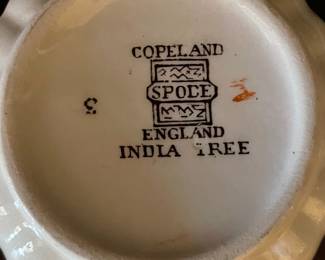 COPELAND
SPODE
ENGLAND
INDIA TREE